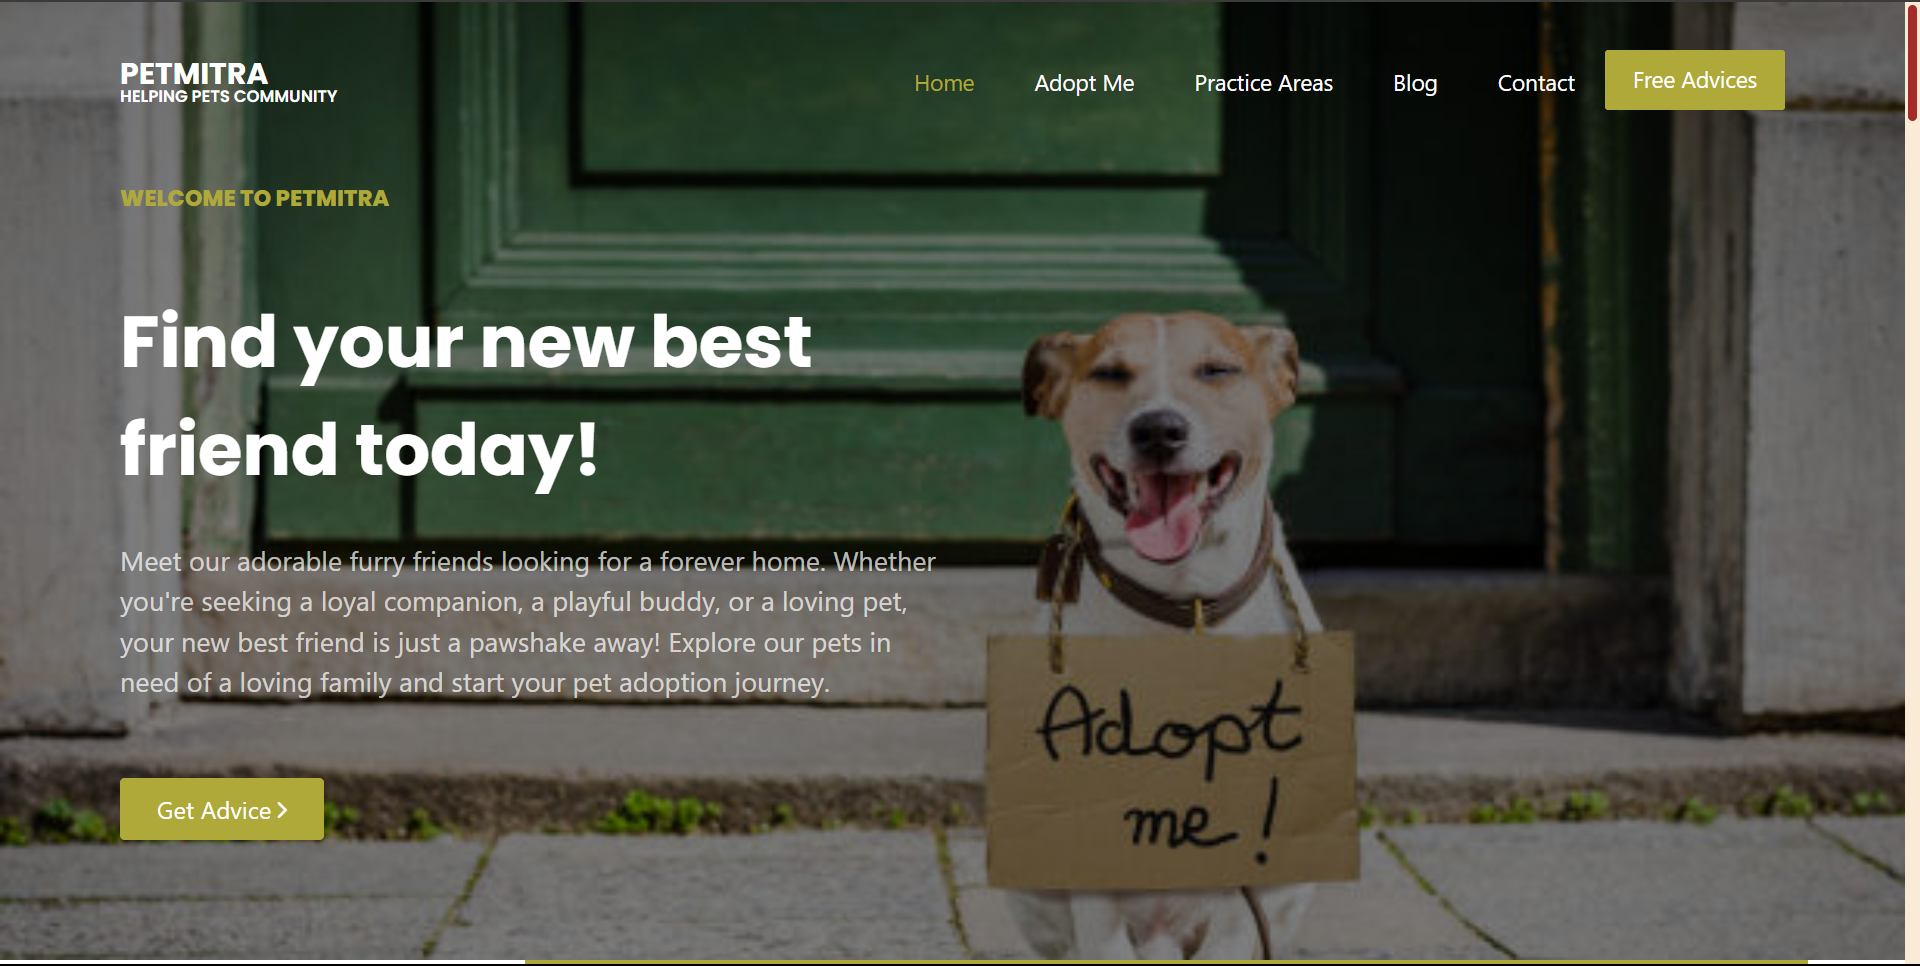 PETMITRA
HELPING PETS COMMUNITY
Home
Adopt Me
Practice Areas
Blog
Contact
Free Advices
WELCOME TO PETMITRA
Find your new best
friend today!
Meet our adorable furry friends looking for a forever home. Whether
you're seeking a loyal companion, a playful buddy, or a loving pet,
your new best friend is just a pawshake away! Explore our pets in
need of a loving family and start your pet adoption journey.
Get Advice
Adopt
me!